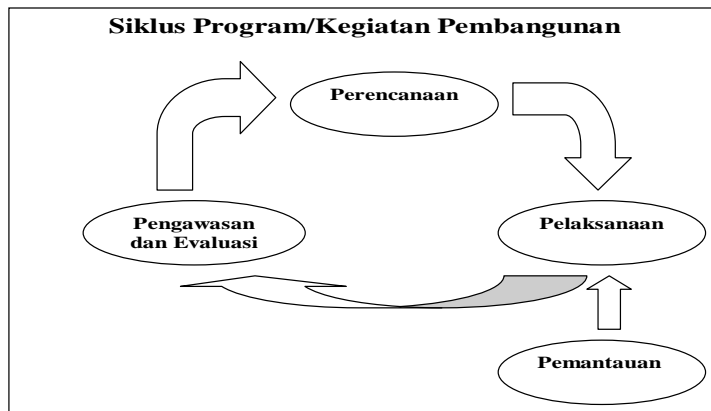 Siklus Program/Kegiatan Pembangunan
Perencanaan
Pengawasan
dan Evaluasi
Pelaksanaan
Pemantauan